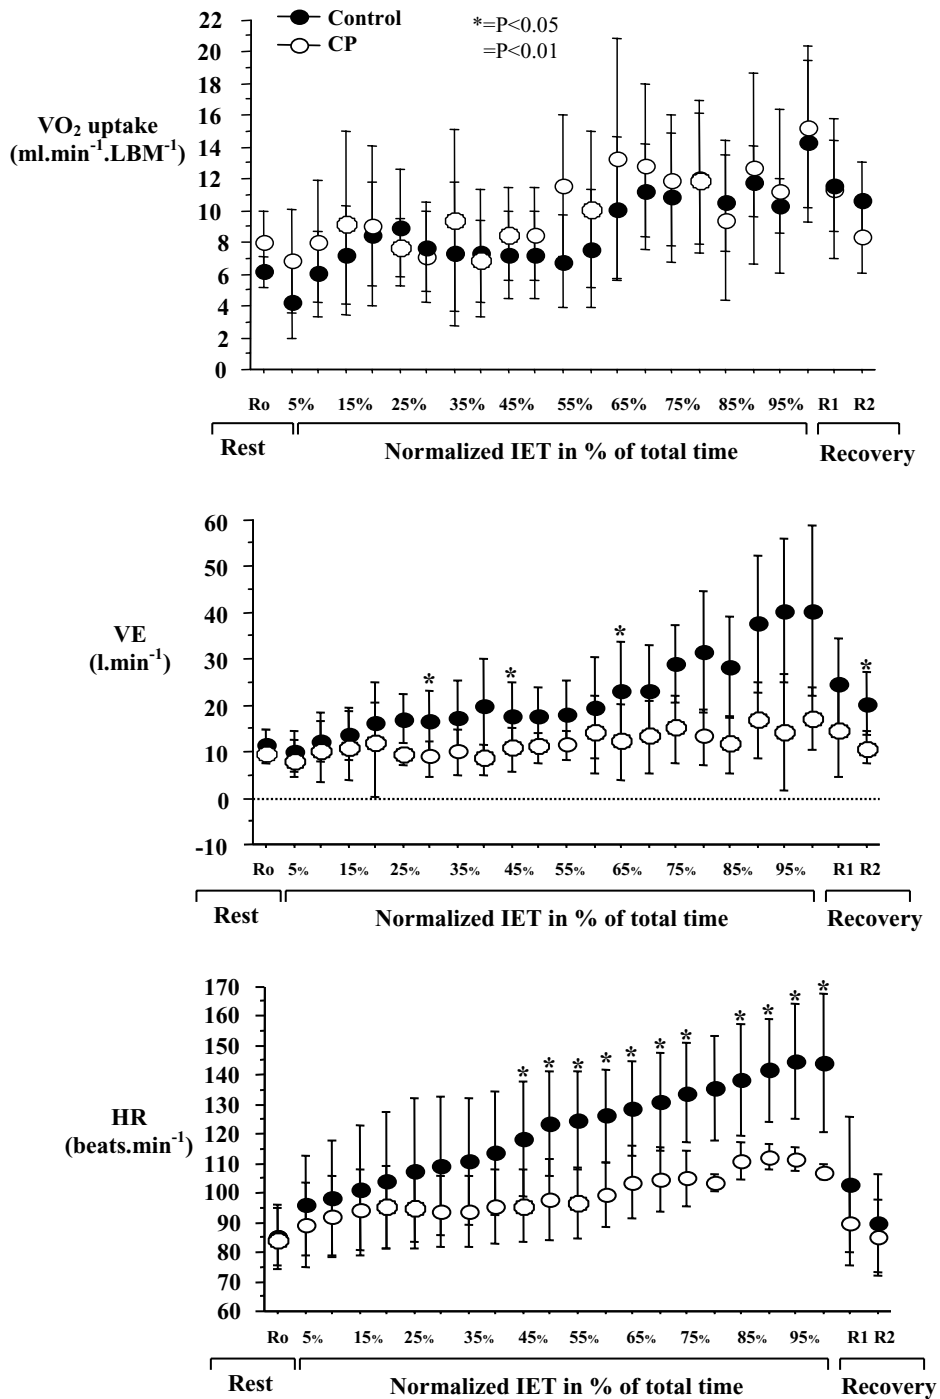 Control
CP
*=P<0.05
=P<0.01
VO₂ uptake
(ml.min⁻¹.LBM⁻¹)
22
20
18
16
14
12
10
8
6
4
2
0
Ro 5% 15% 25% 35% 45% 55% 65% 75% 85% 95% R1 R2
Rest Normalized IET in % of total time Recovery
VE
(l.min⁻¹)
60
50
40
30
20
10
0
-10
* * * *
Ro 5% 15% 25% 35% 45% 55% 65% 75% 85% 95% R1 R2
Rest Normalized IET in % of total time Recovery
HR
(beats.min⁻¹)
170
160
150
140
130
120
110
100
90
80
70
60
* * * * * * * * * * *
Ro 5% 15% 25% 35% 45% 55% 65% 75% 85% 95% R1 R2
Rest Normalized IET in % of total time Recovery